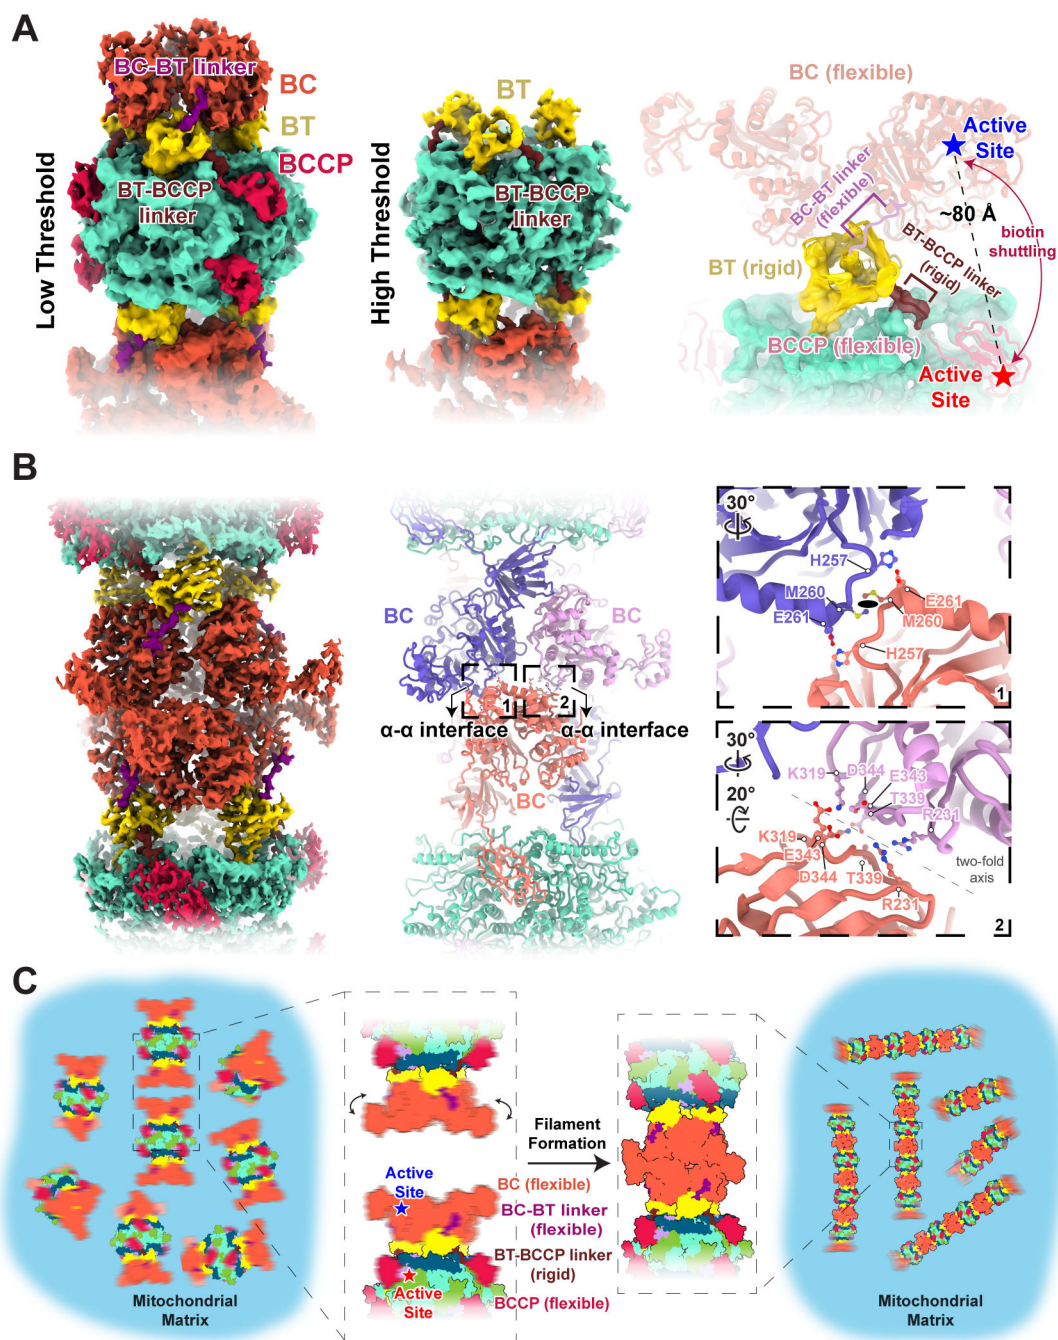 A
Low Threshold
BC-BT linker
BC
BT
BCCP
BT-BCCP
linker
High Threshold
BT
BT-BCCP
linker
BC (flexible)
Active
Site
BC-BT linker
(flexible)
~80 Å
biotin
shuttling
BT (rigid)
BT-BCCP linker
(rigid)
BCCP (flexible)
Active
Site
B
BC
BC
1
2
α-α interface
α-α interface
BC
30°
H257
M260
E261
E261
M260
H257
1
30°
20°
K319
D344
E343
T339
R231
K319
E343
D344
T339
R231
two-fold
axis
2
C
Mitochondrial
Matrix
Active
Site
BC (flexible)
BC-BT linker
(flexible)
BT-BCCP linker
(rigid)
BCCP (flexible)
Active
Site
Filament
Formation
Mitochondrial
Matrix